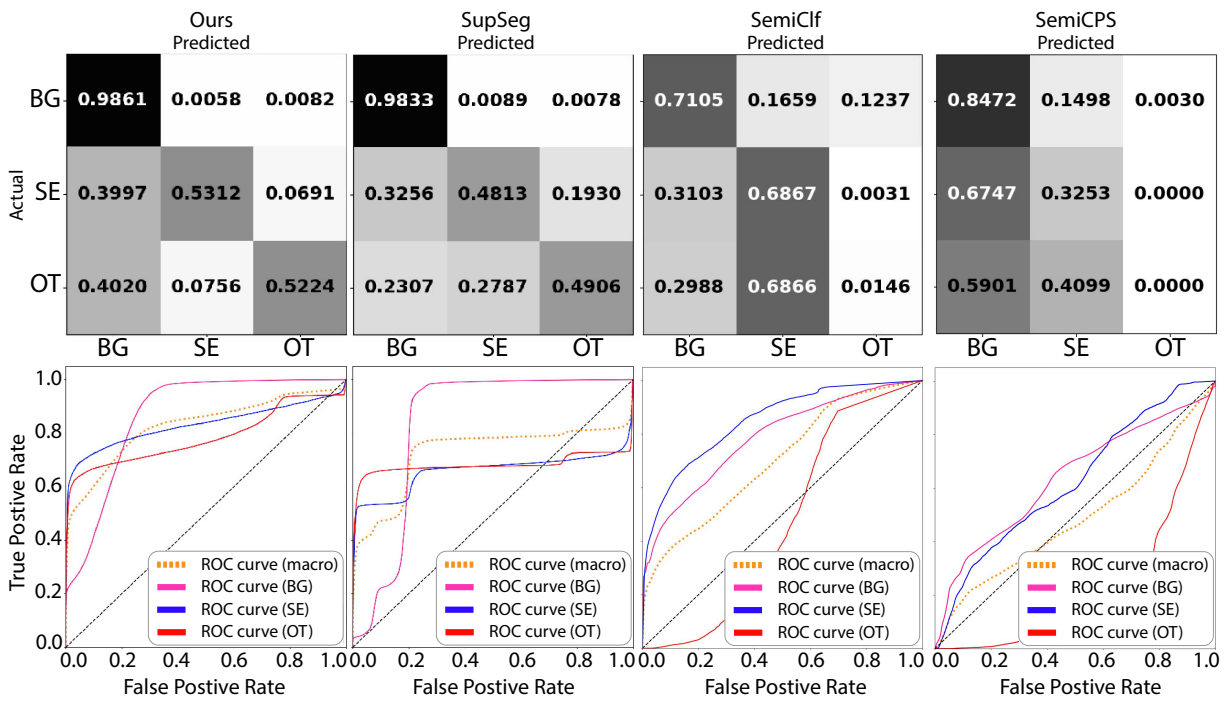 Ours
Predicted
SupSeg
Predicted
SemiClf
Predicted
SemiCPS
Predicted
Actual
BG
SE
OT
0.9861 0.0058 0.0082
0.3997 0.5312 0.0691
0.4020 0.0756 0.5224
BG SE OT
0.9833 0.0089 0.0078
0.3256 0.4813 0.1930
0.2307 0.2787 0.4906
BG SE OT
0.7105 0.1659 0.1237
0.3103 0.6867 0.0031
0.2988 0.6866 0.0146
BG SE OT
0.8472 0.1498 0.0030
0.6747 0.3253 0.0000
0.5901 0.4099 0.0000
BG SE OT
True Postive Rate
1.0
0.8
0.6
0.4
0.2
0.0
ROC curve (macro)
ROC curve (BG)
ROC curve (SE)
ROC curve (OT)
0.0 0.2 0.4 0.6 0.8 1.0
False Postive Rate
ROC curve (macro)
ROC curve (BG)
ROC curve (SE)
ROC curve (OT)
0.0 0.2 0.4 0.6 0.8 1.0
False Postive Rate
ROC curve (macro)
ROC curve (BG)
ROC curve (SE)
ROC curve (OT)
0.0 0.2 0.4 0.6 0.8 1.0
False Postive Rate
ROC curve (macro)
ROC curve (BG)
ROC curve (SE)
ROC curve (OT)
0.0 0.2 0.4 0.6 0.8 1.0
False Postive Rate